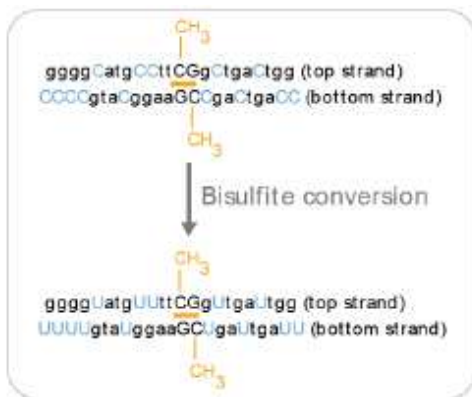 CH3
ggggCatgCCttCGgCtgaCtgg (top strand)
CCCCgtaCggaaGCCgaCtgaCC (bottom strand)
CH3
Bisulfite conversion
CH3
ggggUatgUUttCGgUtgaUtgg (top strand)
UUUUgtaUggaaGCUgaUtgaUU (bottom strand)
CH3